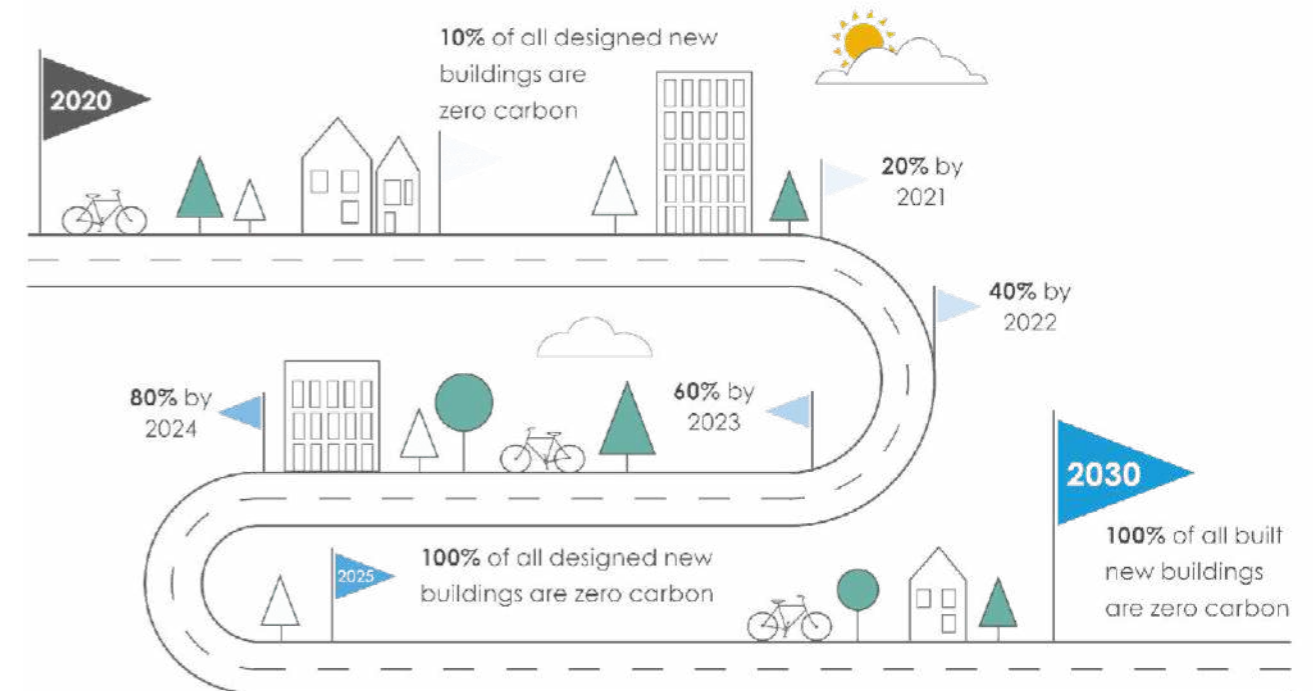 2020
10% of all designed new
buildings are
zero carbon
20% by
2021
40% by
2022
60% by
2023
80% by
2024
2025
100% of all designed new
buildings are zero carbon
2030
100% of all built
new buildings
are zero carbon